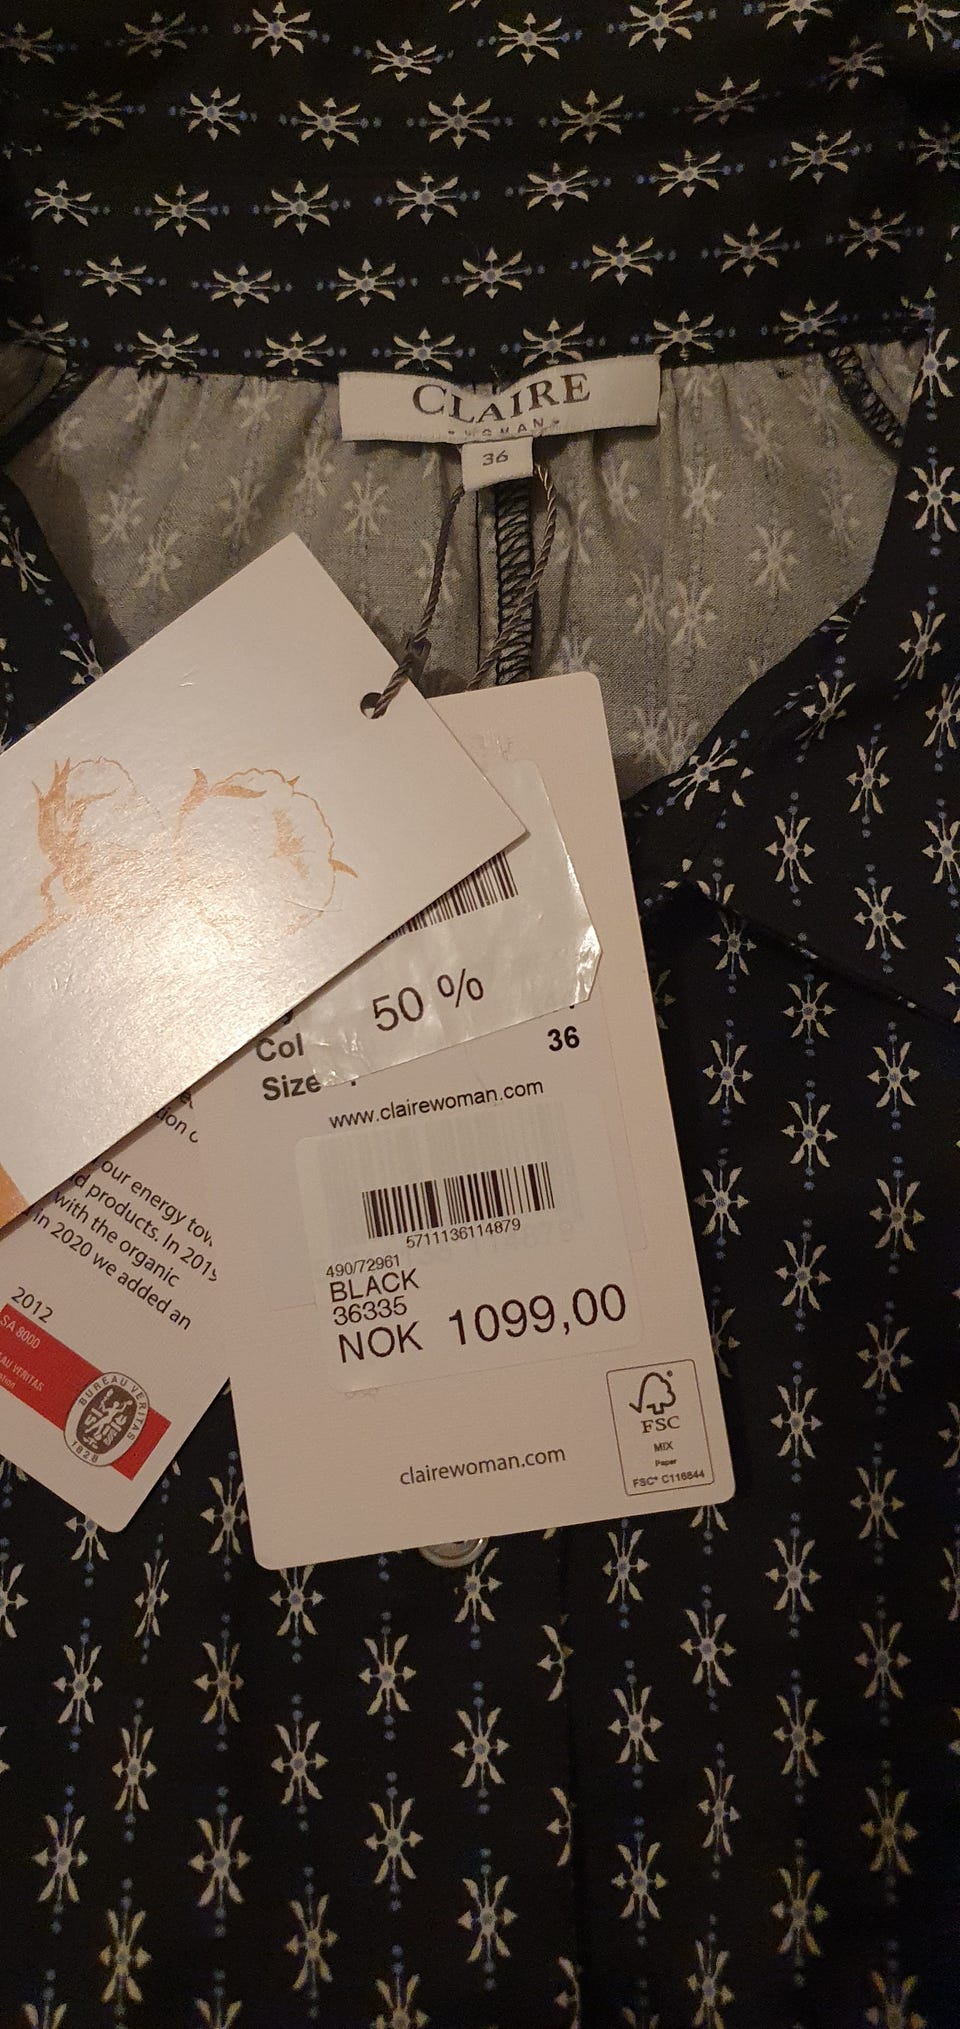 CLAIRE
WOMAN
36
50 %
Col
36
Size
www.clairewoman.com
5711136114879
490/72961
BLACK
36335
NOK 1099,00
FSC
MIX
Paper
FSC® C116844
clairewoman.com
our energy
products. In
with the organic
In 2020 we added an
2012
SA 8000
BUREAU VERITAS
1828